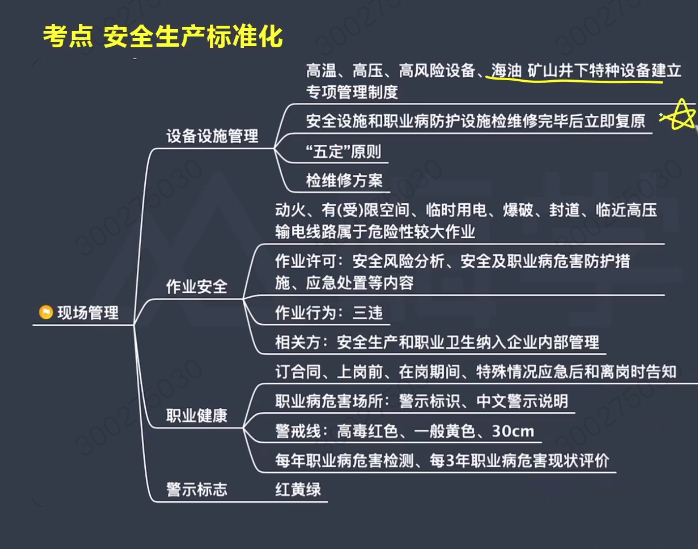 考点 安全生产标准化
高温、高压、高风险设备、海油 矿山井下特种设备建立
专项管理制度
设备设施管理
安全设施和职业病防护设施检维修完毕后立即复原
“五定”原则
检维修方案
动火、有(受)限空间、临时用电、爆破、封道、临近高压
输电线路属于危险性较大作业
作业许可：安全风险分析、安全及职业病危害防护措
施、应急处置等内容
作业安全
作业行为：三违
现场管理
相关方：安全生产和职业卫生纳入企业内部管理
订合同、上岗前、在岗期间、特殊情况应急后和离岗时告知
职业病危害场所：警示标识、中文警示说明
职业健康
警戒线：高毒红色、一般黄色、30cm
每年职业病危害检测、每3年职业病危害现状评价
警示标志
红黄绿